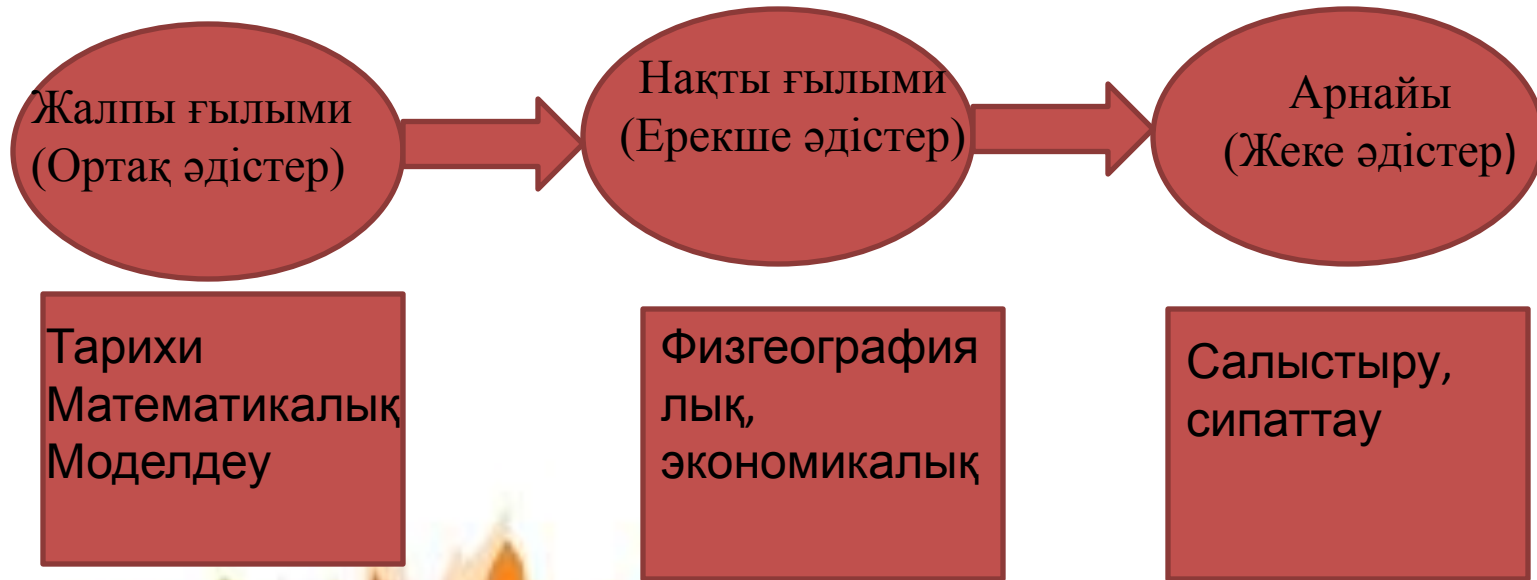 Жалпы ғылыми
(Ортақ әдістер)
Нақты ғылыми
(Ерекше әдістер)
Арнайы
(Жеке әдістер)
Тарихи
Математикалық
Моделдеу
Физгеография
лық,
экономикалық
Салыстыру,
сипаттау